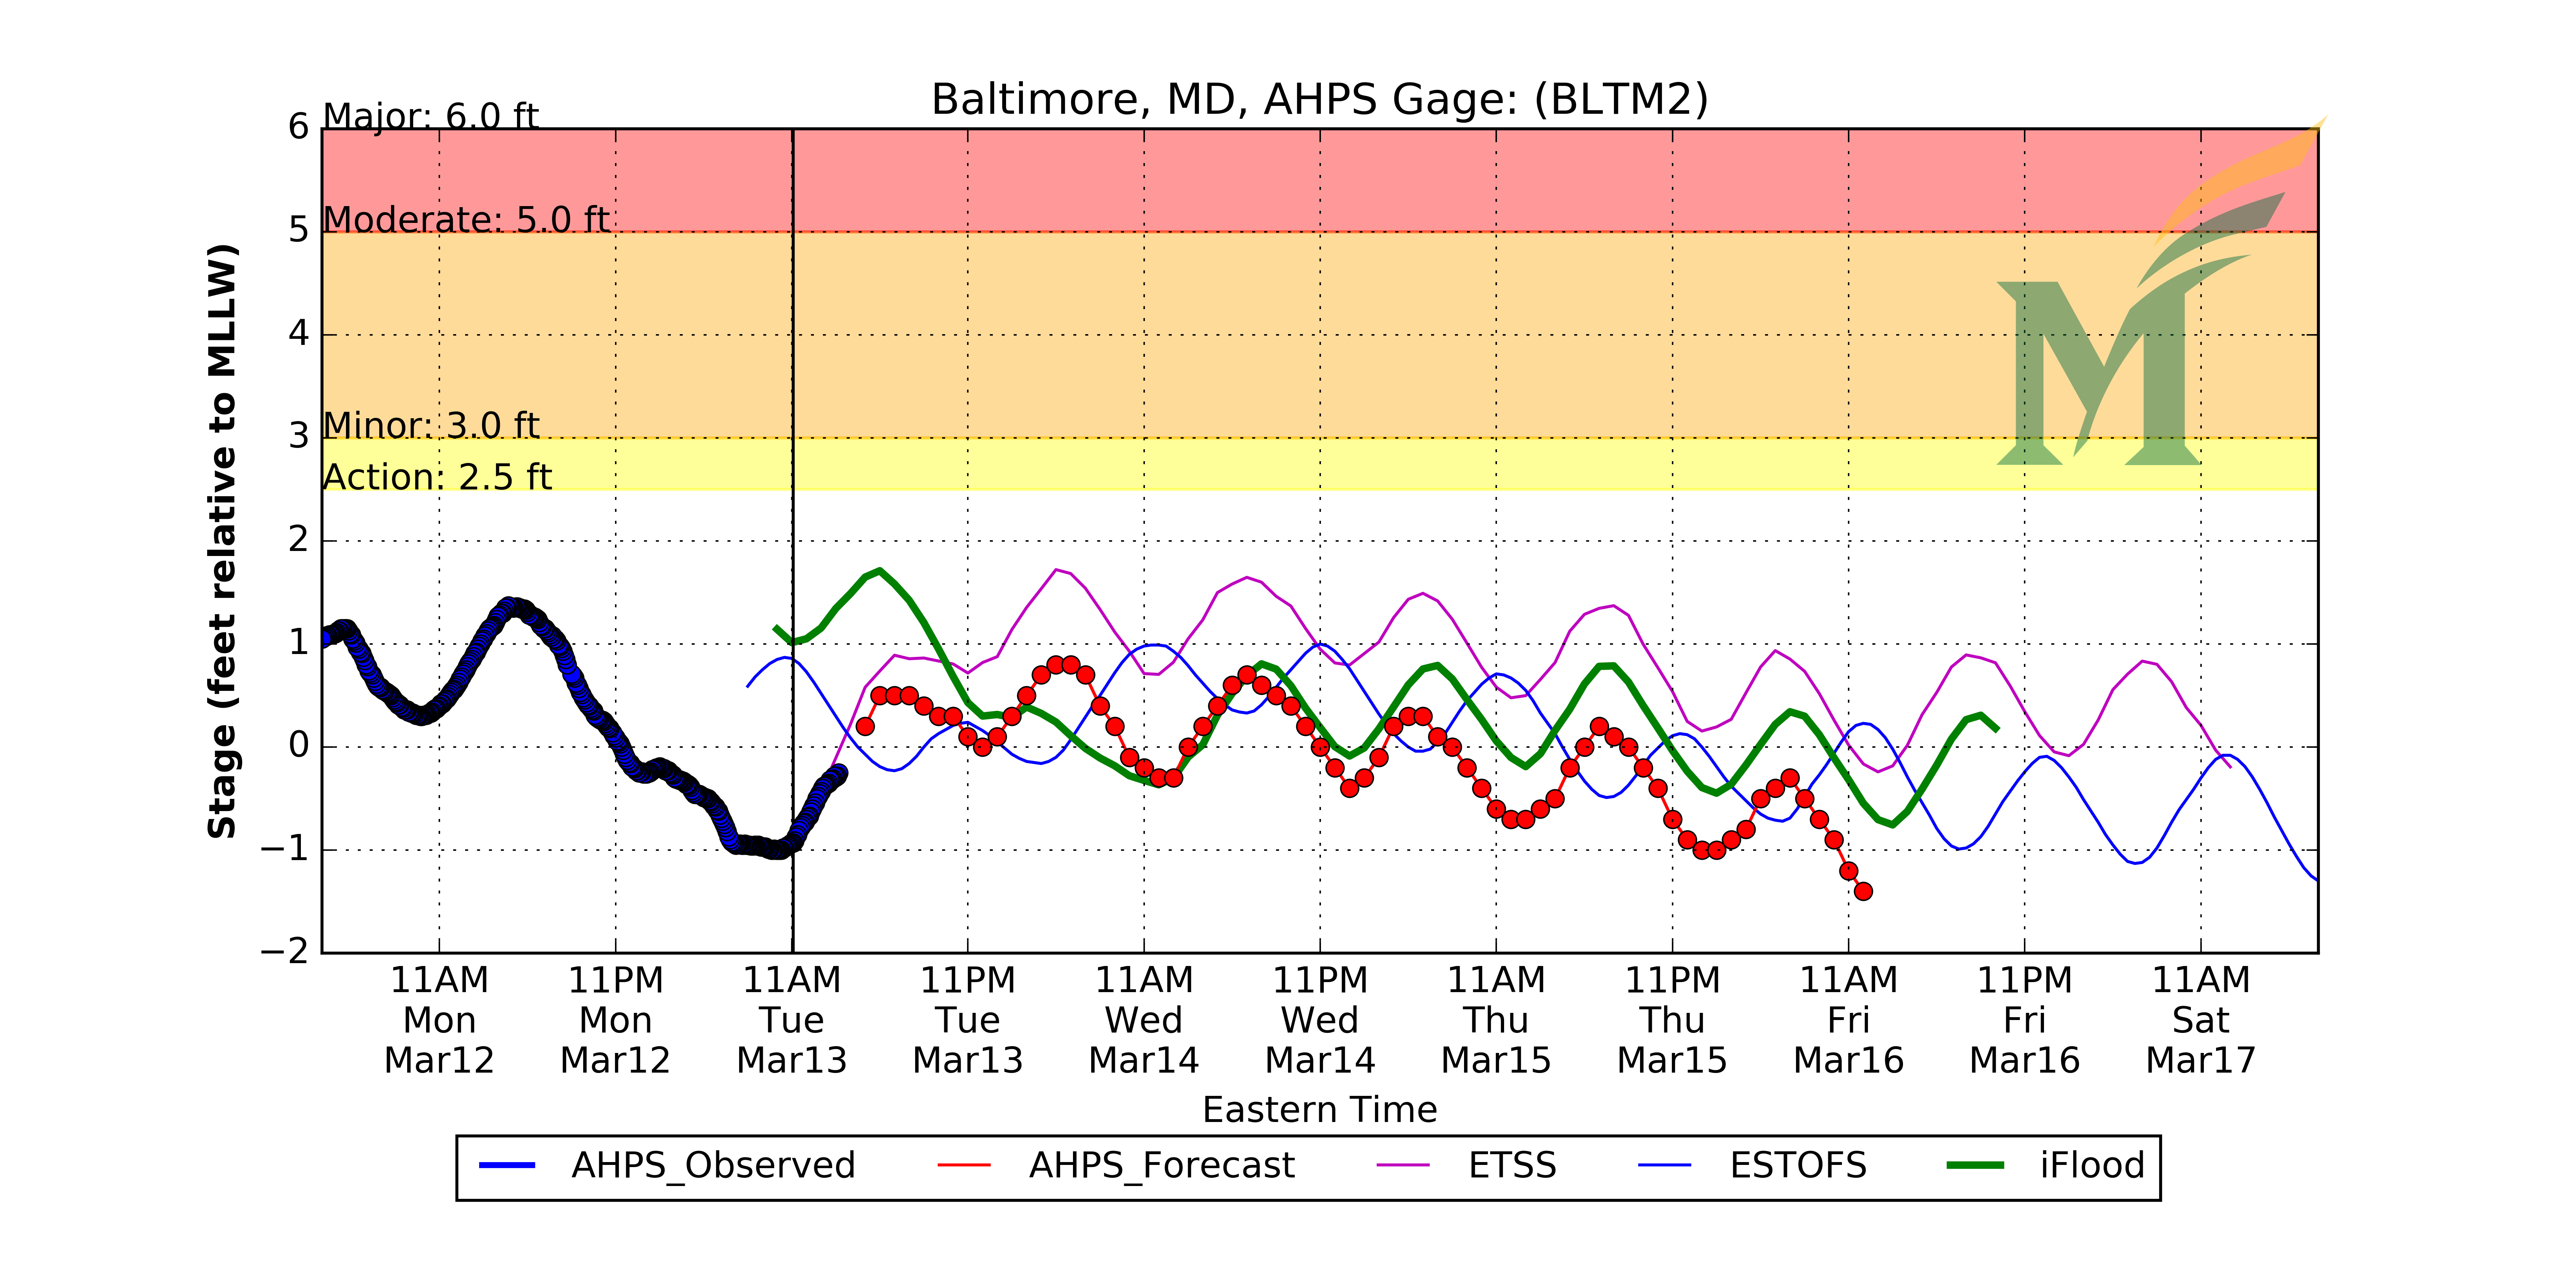 Baltimore, MD, AHPS Gage: (BLTM2)
Major: 6.0 ft
Moderate: 5.0 ft
Minor: 3.0 ft
Action: 2.5 ft
6
5
4
3
2
1
0
−1
−2
Stage (feet relative to MLLW)
11AM 11PM 11AM 11PM 11AM 11PM 11AM 11PM 11AM 11PM 11AM
Mon Mon Tue Tue Wed Wed Thu Thu Fri Fri Sat
Mar12 Mar12 Mar13 Mar13 Mar14 Mar14 Mar15 Mar15 Mar16 Mar16 Mar17
Eastern Time
AHPS_Observed AHPS_Forecast ETSS ESTOFS iFlood
M